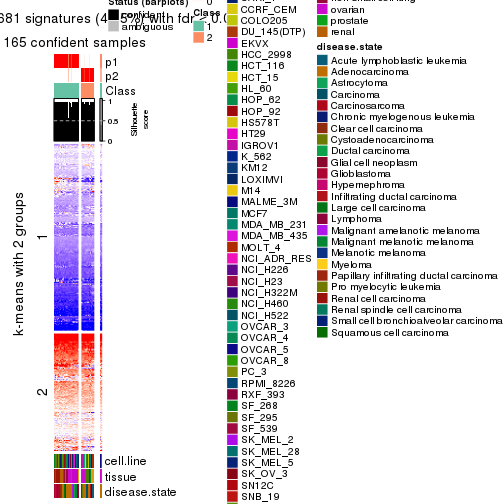 Status (barplots)
confident
ambiguous
165 confident samples
Class
1
2
p1
p2
Class
1
0.5
0
Silhouette
score
k-means with 2 groups
1
2
cell.line
tissue
disease.state
CCRF_CEM
COLO205
DU_145(DTP)
EKVX
HCC_2998
HCT_116
HCT_15
HL_60
HOP_62
HOP_92
HS578T
HT29
IGROV1
K_562
KM12
LOXIMVI
M14
MALME_3M
MCF7
MDA_MB_231
MDA_MB_435
MOLT_4
NCI_ADR_RES
NCI_H226
NCI_H23
NCI_H322M
NCI_H460
NCI_H522
OVCAR_3
OVCAR_4
OVCAR_5
OVCAR_8
PC_3
RPMI_8226
RXF_393
SF_268
SF_295
SF_539
SK_MEL_2
SK_MEL_28
SK_MEL_5
SK_OV_3
SN12C
SNB_19
ovarian
prostate
renal
disease.state
Acute lymphoblastic leukemia
Adenocarcinoma
Astrocytoma
Carcinoma
Carcinosarcoma
Chronic myelogenous leukemia
Clear cell carcinoma
Cystoadenocarcinoma
Ductal carcinoma
Glial cell neoplasm
Glioblastoma
Hypernephroma
Infiltrating ductal carcinoma
Large cell carcinoma
Lymphoma
Malignant amelanotic melanoma
Malignant melanotic melanoma
Melanotic melanoma
Myeloma
Papillary infiltrating ductal carcinoma
Pro myelocytic leukemia
Renal cell carcinoma
Renal spindle cell carcinoma
Small cell bronchioalveolar carcinoma
Squamous cell carcinoma